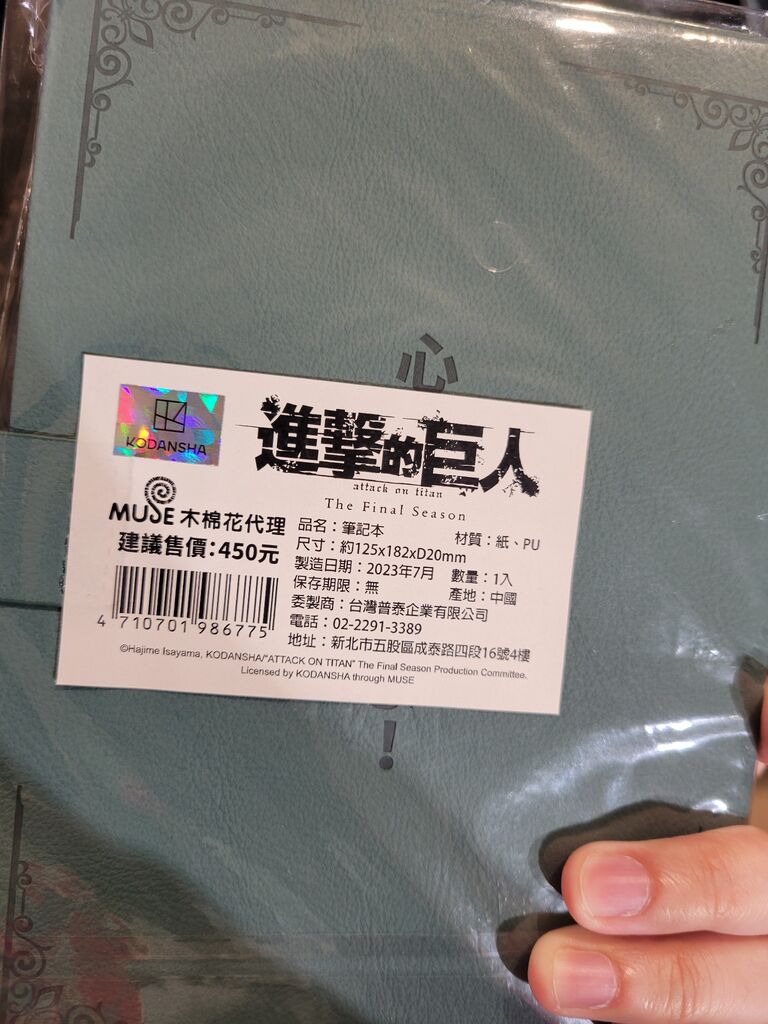 心
KODANSHA
進撃的巨人
attack on titan
The Final Season
MUSE 木棉花代理
建議售價:450元
4 710701 986775
品名:筆記本
材質:紙、PU
尺寸:約125x182xD20mm
製造日期:2023年7月 數量:1入
保存期限:無 產地:中國
委製商:台灣普泰企業有限公司
電話:02-2291-3389
地址:新北市五股區成泰路四段16號4樓
©Hajime Isayama, KODANSHA/"ATTACK ON TITAN" The Final Season Production Committee.
Licensed by KODANSHA through MUSE
!